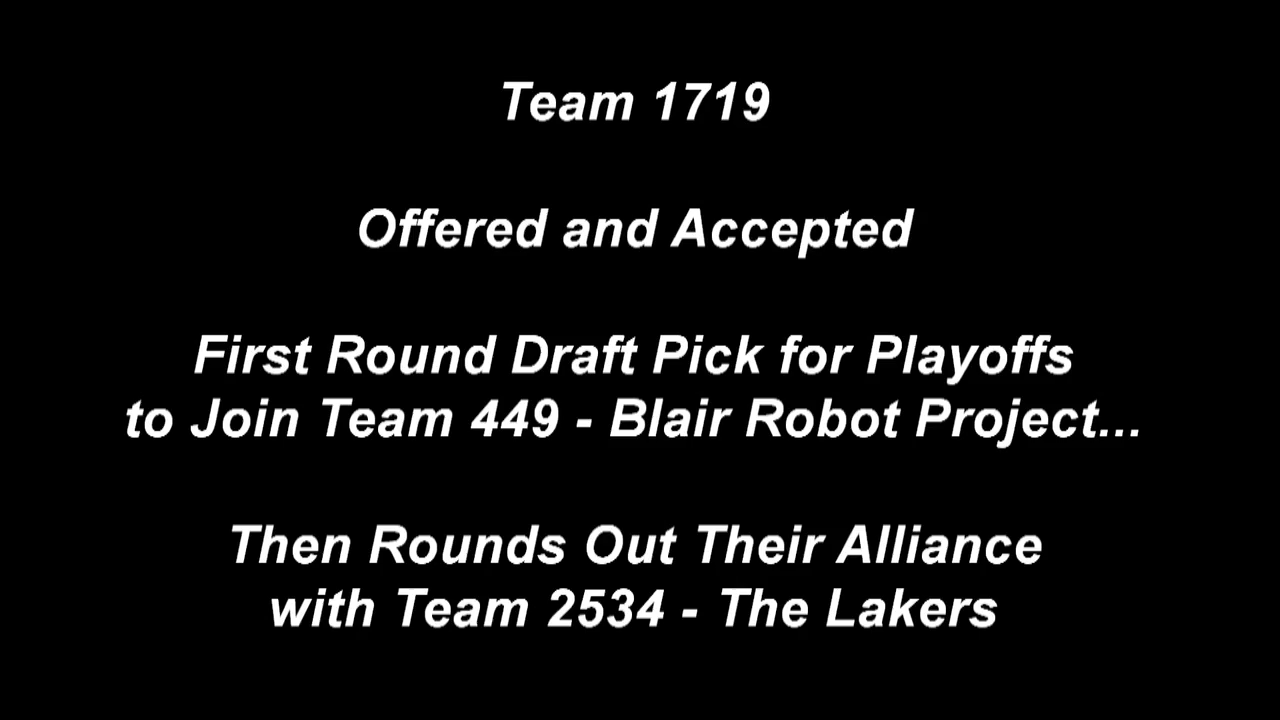 Team 1719
Offered and Accepted
First Round Draft Pick for Playoffs
to Join Team 449 - Blair Robot Project...
Then Rounds Out Their Alliance
with Team 2534 - The Lakers